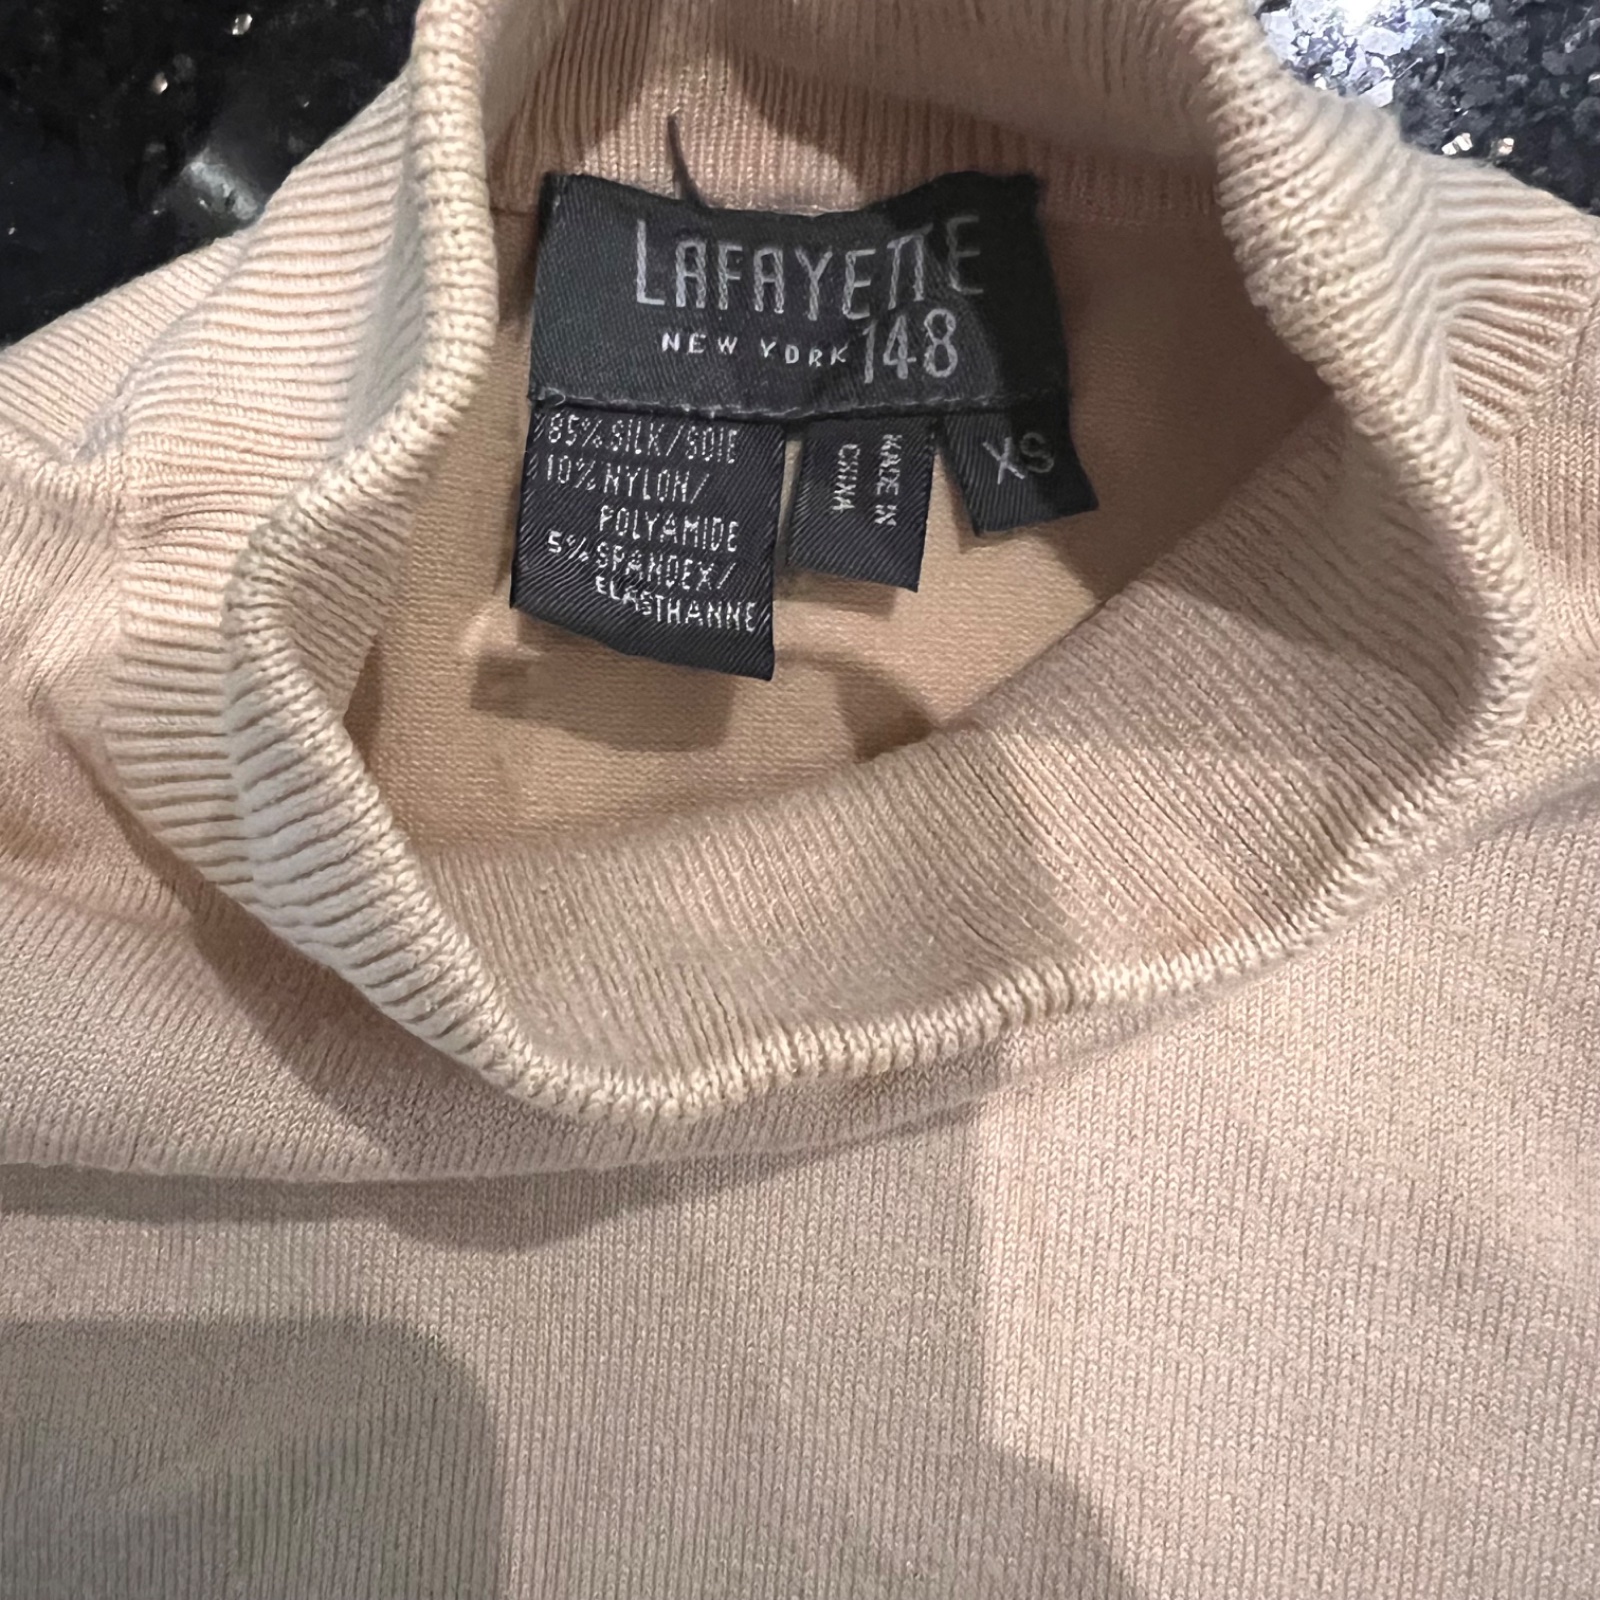 LAFAYETTE
NEW YORK 148
85% SILK/SOIE
10% NYLON/
POLYAMIDE
5% SPANDEX/
ELASTHANNE
MADE IN
CHINA
XS